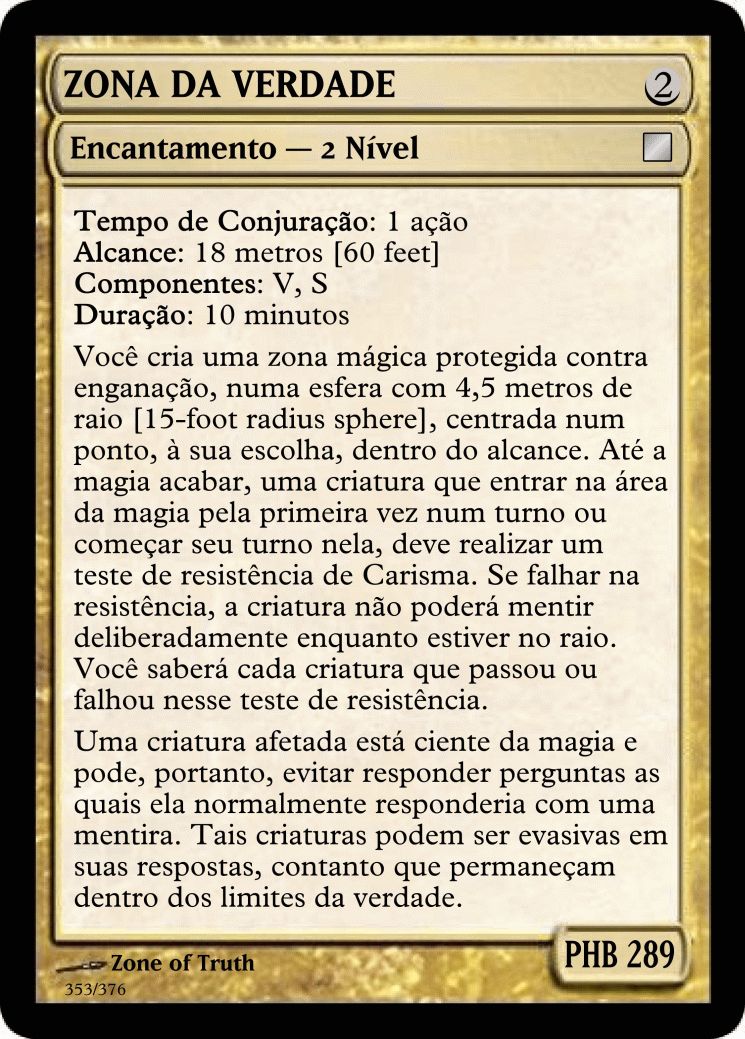 ZONA DA VERDADE
2
Encantamento — 2 Nível
Tempo de Conjuração: 1 ação
Alcance: 18 metros [60 feet]
Componentes: V, S
Duração: 10 minutos
Você cria uma zona mágica protegida contra
enganação, numa esfera com 4,5 metros de
raio [15-foot radius sphere], centrada num
ponto, à sua escolha, dentro do alcance. Até a
magia acabar, uma criatura que entrar na área
da magia pela primeira vez num turno ou
começar seu turno nela, deve realizar um
teste de resistência de Carisma. Se falhar na
resistência, a criatura não poderá mentir
deliberadamente enquanto estiver no raio.
Você saberá cada criatura que passou ou
falhou nesse teste de resistência.
Uma criatura afetada está ciente da magia e
pode, portanto, evitar responder perguntas as
quais ela normalmente responderia com uma
mentira. Tais criaturas podem ser evasivas em
suas respostas, contanto que permaneçam
dentro dos limites da verdade.
PHB 289
Zone of Truth
353/376